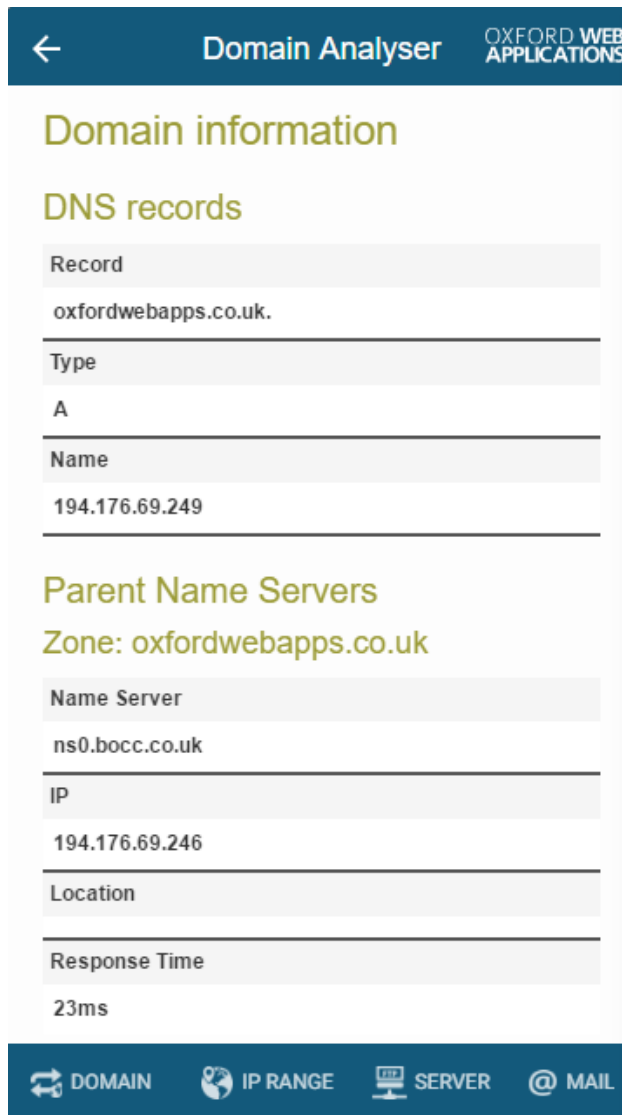 Domain Analyser
OXFORD WEB
APPLICATIONS
Domain information
DNS records
Record
oxfordwebapps.co.uk.
Type
A
Name
194.176.69.249
Parent Name Servers
Zone: oxfordwebapps.co.uk
Name Server
ns0.bocc.co.uk
IP
194.176.69.246
Location
Response Time
23ms
DOMAIN IP RANGE FTP SERVER @ MAIL